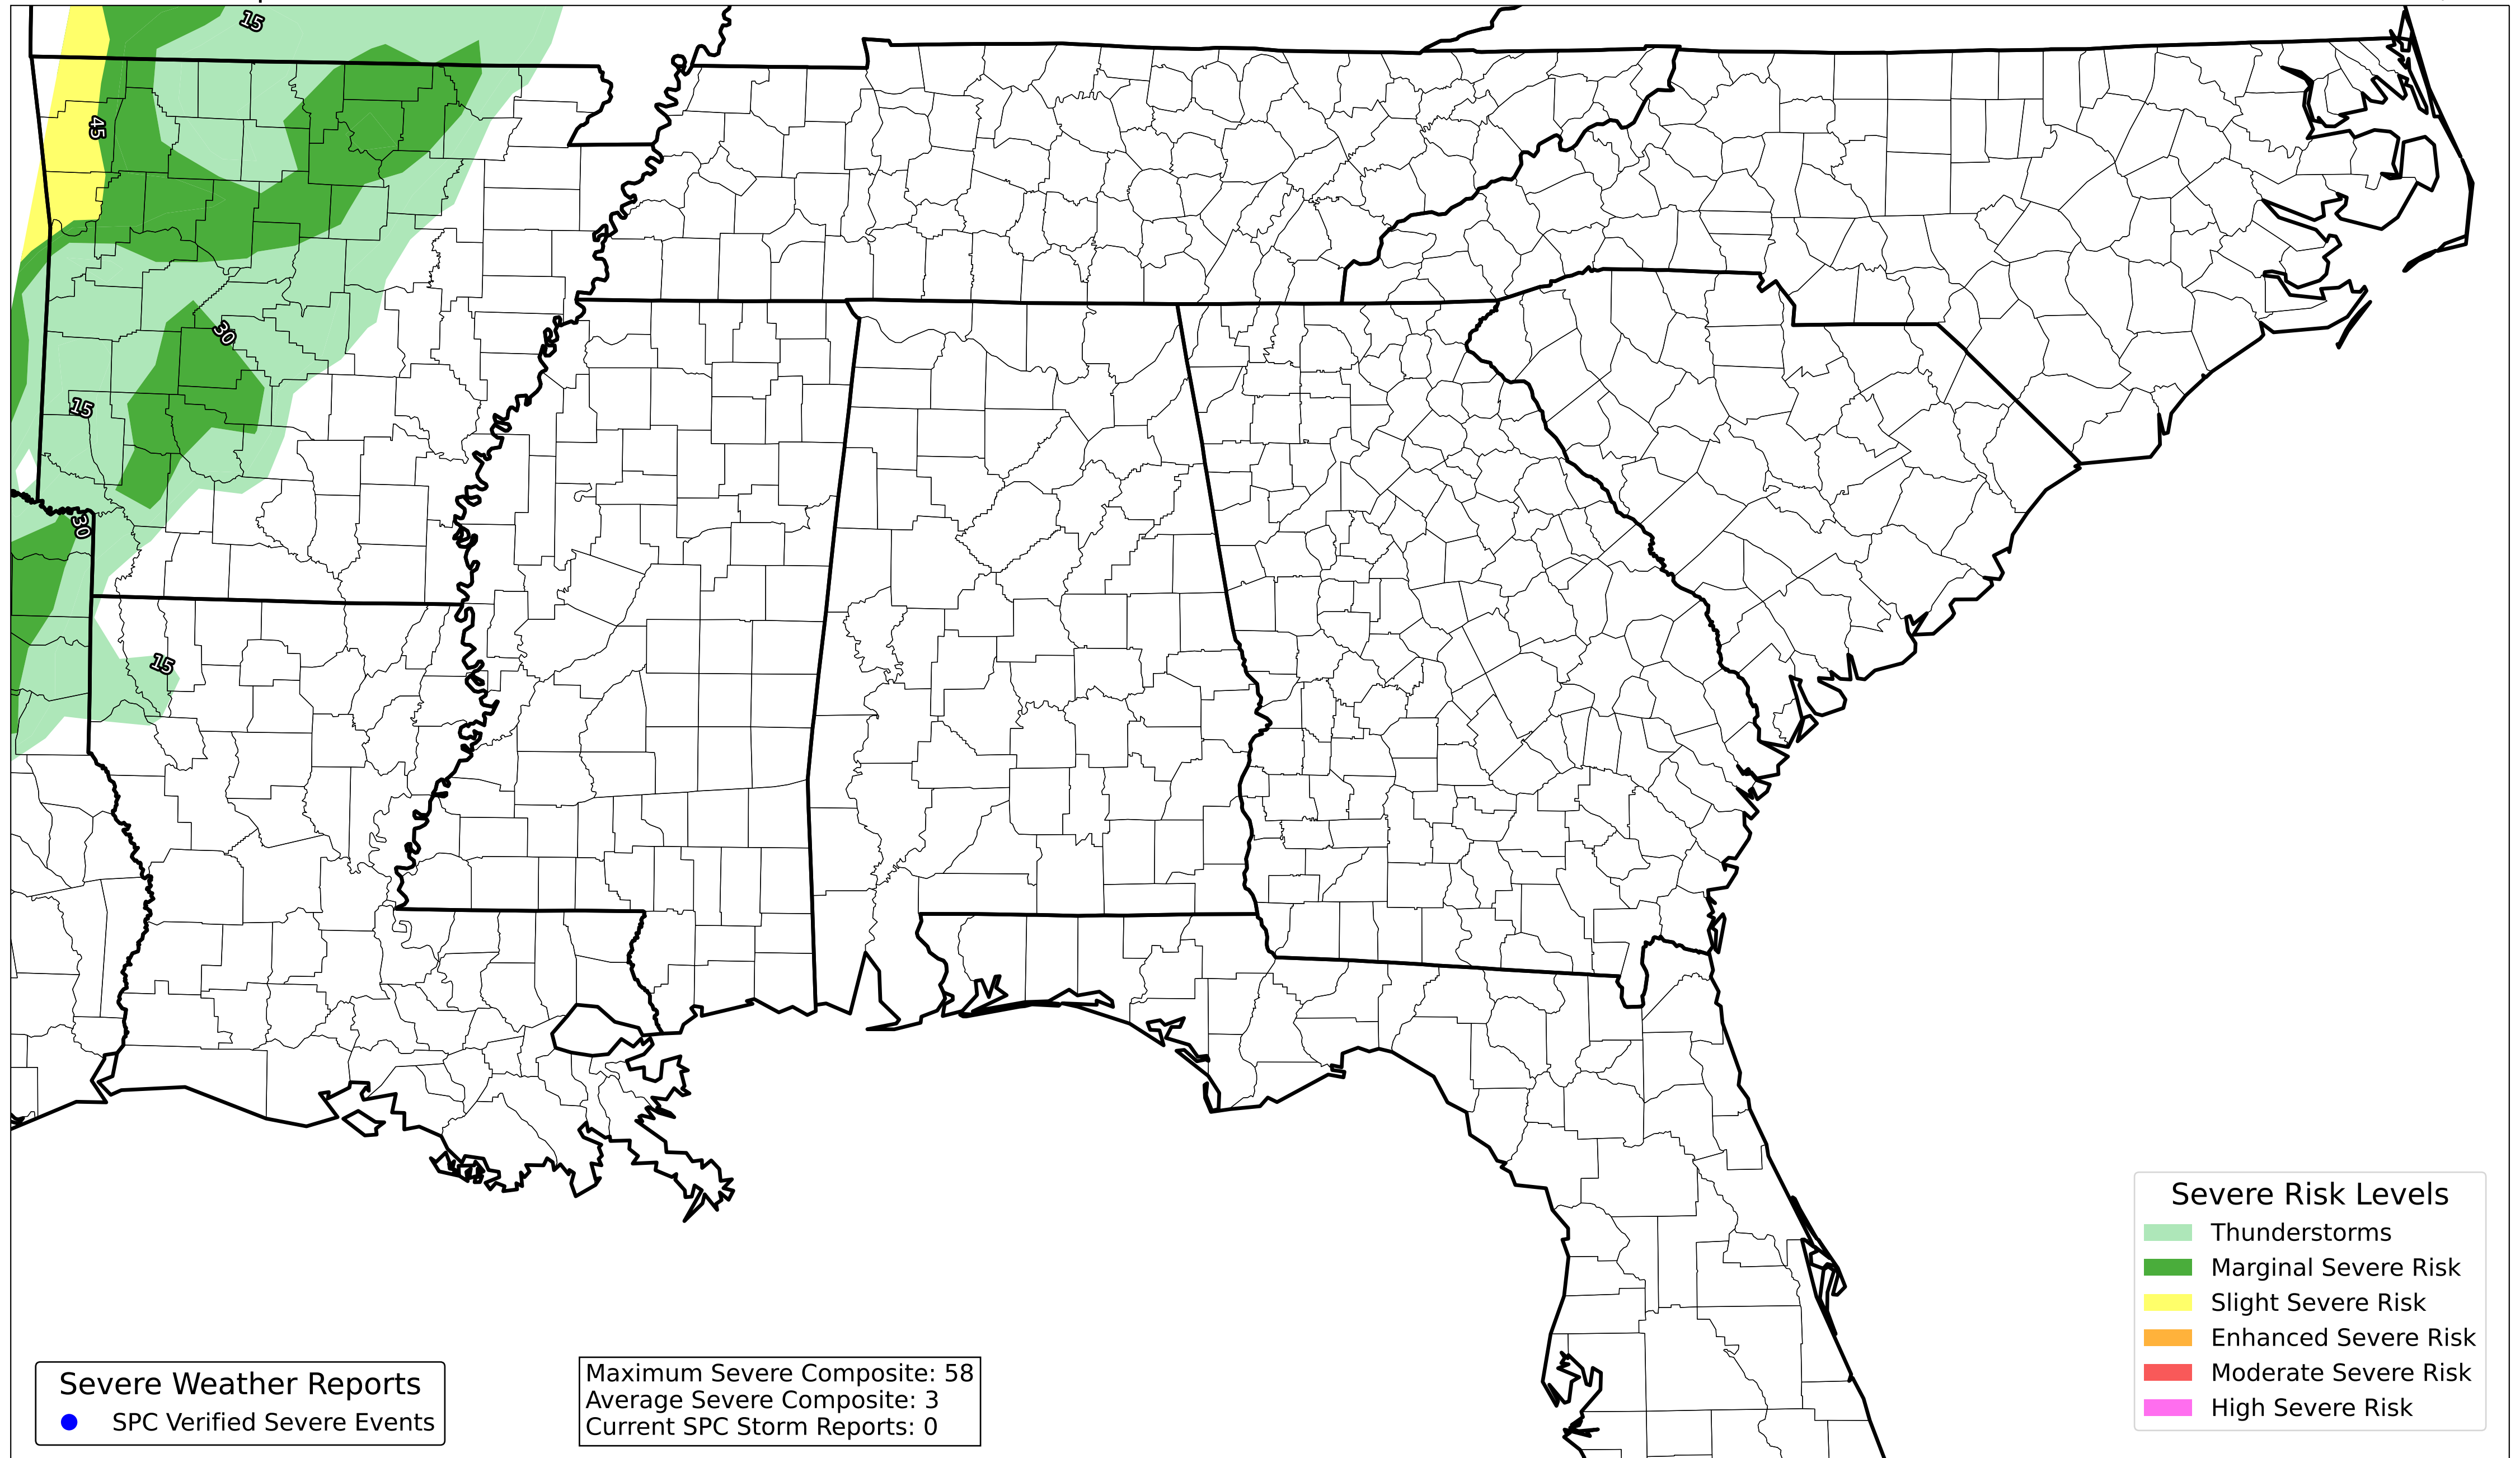 15
45
30
15
30
15
Severe Risk Levels
Thunderstorms
Marginal Severe Risk
Slight Severe Risk
Enhanced Severe Risk
Moderate Severe Risk
High Severe Risk
Severe Weather Reports
SPC Verified Severe Events
Maximum Severe Composite: 58
Average Severe Composite: 3
Current SPC Storm Reports: 0